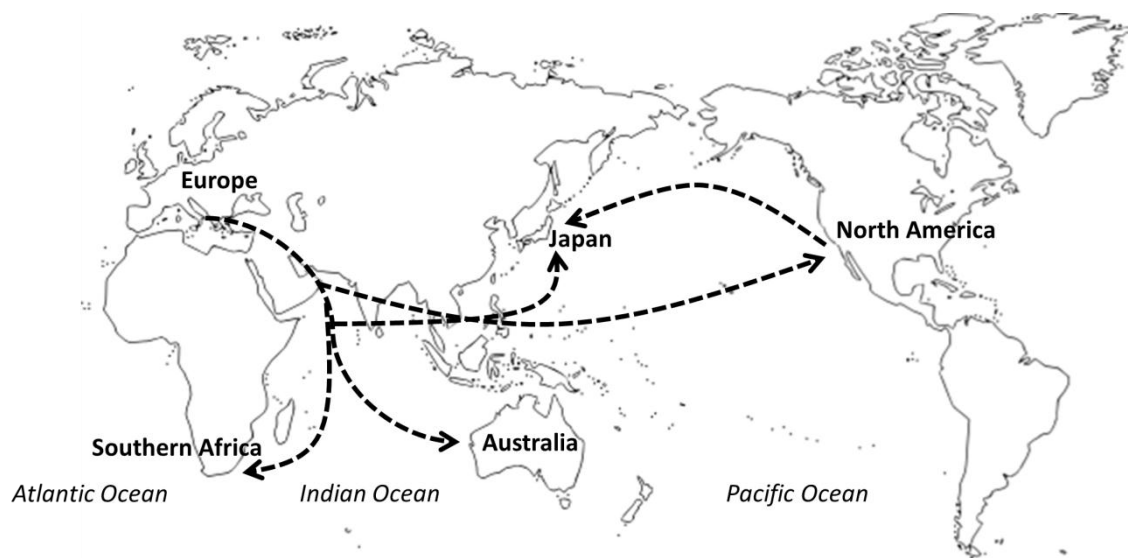 Europe
North America
Japan
Southern Africa
Australia
Atlantic Ocean
Indian Ocean
Pacific Ocean